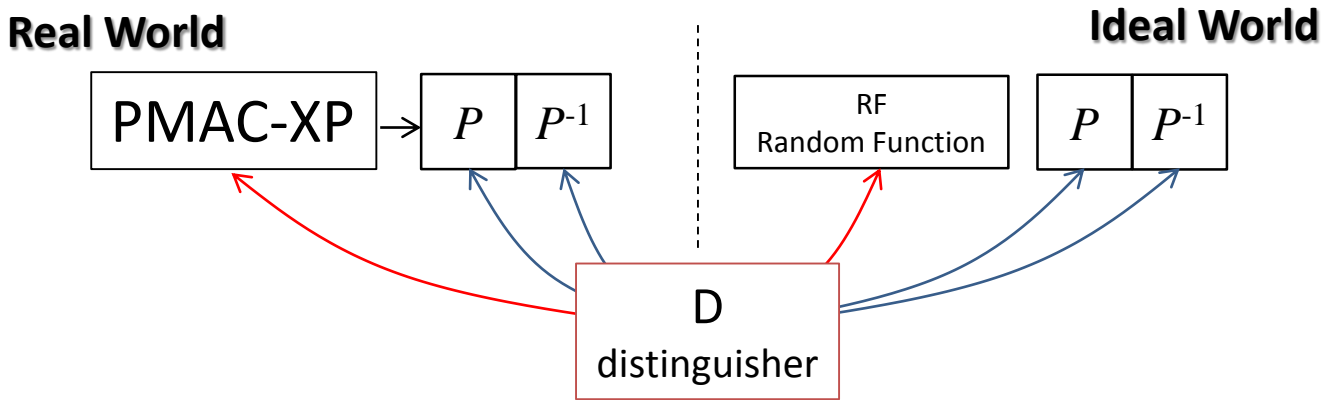 Real World
Ideal World
PMAC-XP
P
P⁻¹
RF
Random Function
P
P⁻¹
D
distinguisher